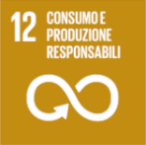 12 CONSUMO E
PRODUZIONE
RESPONSABILI